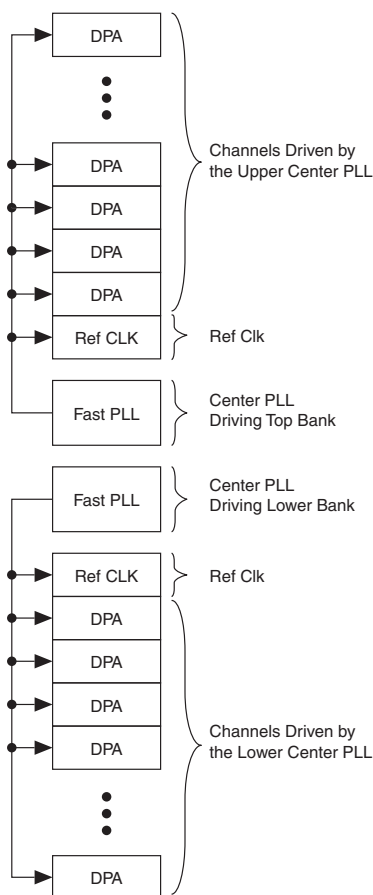 DPA
DPA
Channels Driven by
the Upper Center PLL
DPA
DPA
DPA
Ref CLK
Ref Clk
Fast PLL
Center PLL
Driving Top Bank
Fast PLL
Center PLL
Driving Lower Bank
Ref CLK
Ref Clk
DPA
DPA
DPA
DPA
Channels Driven by
the Lower Center PLL
DPA